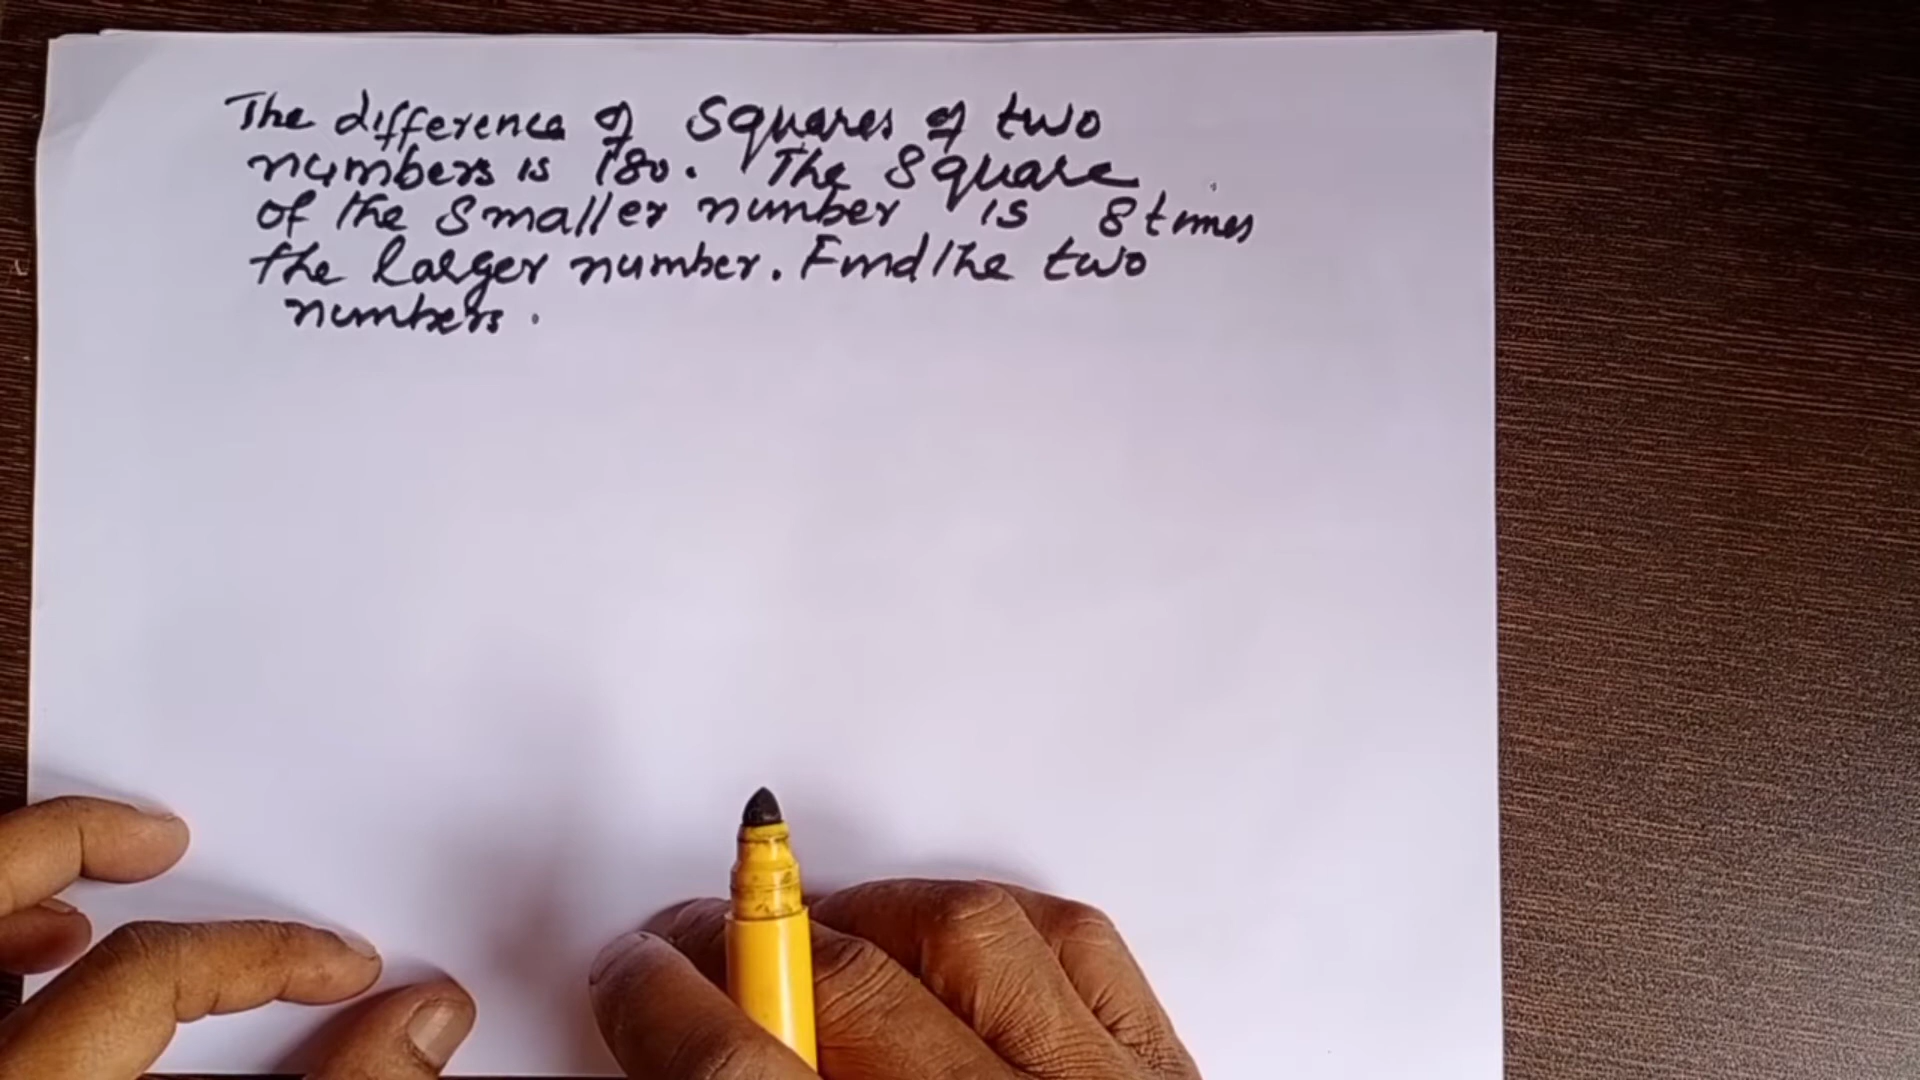 The difference of squares of two
numbers is 180. The square
of the smaller number is 8 times
the larger number. Find the two
numbers.